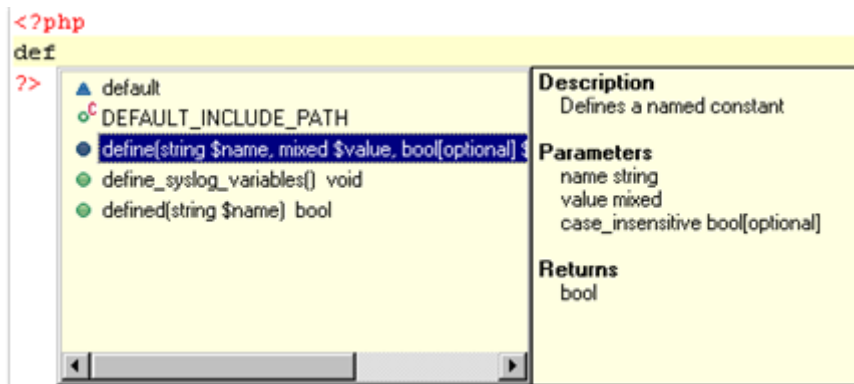 <?php
def
?>
default
DEFAULT_INCLUDE_PATH
define(string $name, mixed $value, bool[optional] $
define_syslog_variables() void
defined(string $name) bool
Description
Defines a named constant
Parameters
name string
value mixed
case_insensitive bool[optional]
Returns
bool